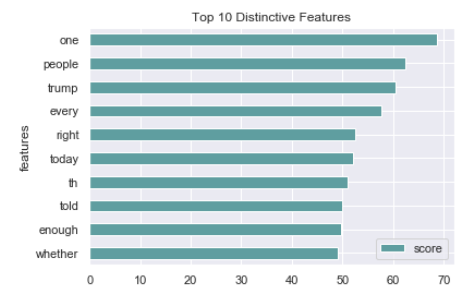 Top 10 Distinctive Features
one
people
trump
every
right
today
th
told
enough
whether
features
score
0 10 20 30 40 50 60 70